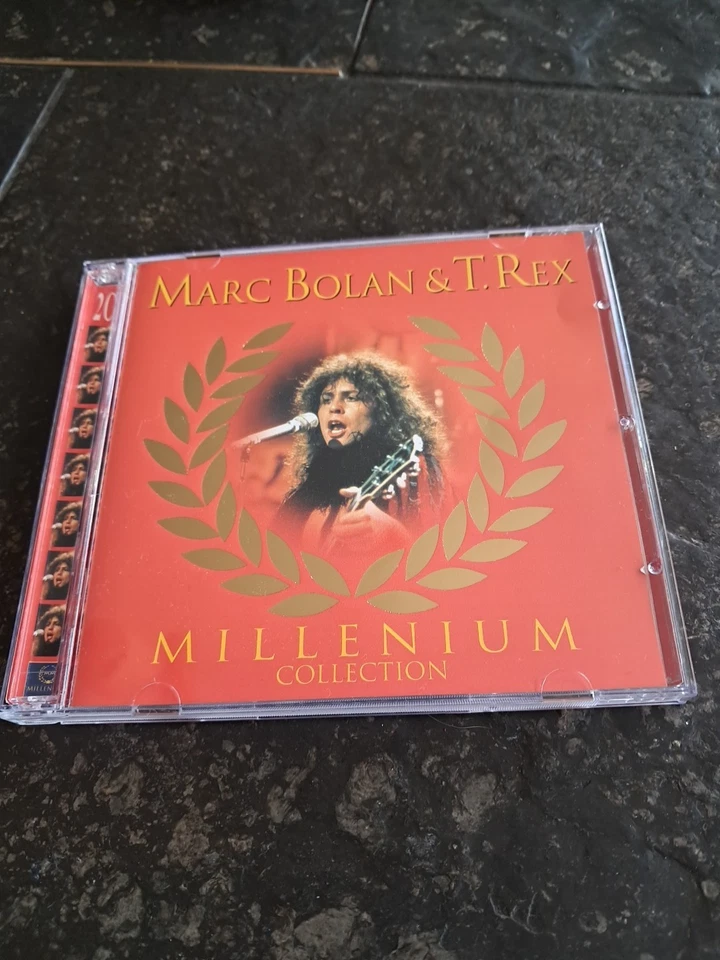 MARC BOLAN & T. REX
20
MILLENIUM
COLLECTION